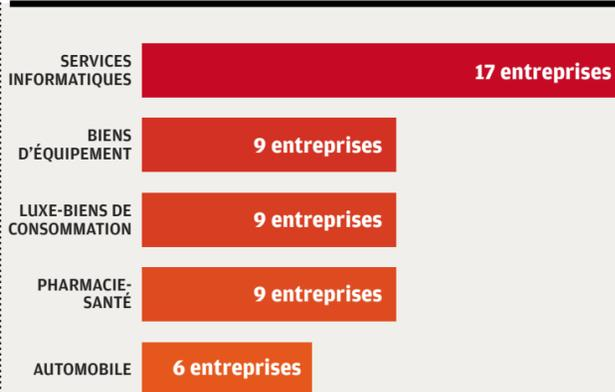 SERVICES
INFORMATIQUES
17 entreprises
BIENS
D'ÉQUIPEMENT
9 entreprises
LUXE-BIENS DE
CONSOMMATION
9 entreprises
PHARMACIE-
SANTÉ
9 entreprises
AUTOMOBILE
6 entreprises